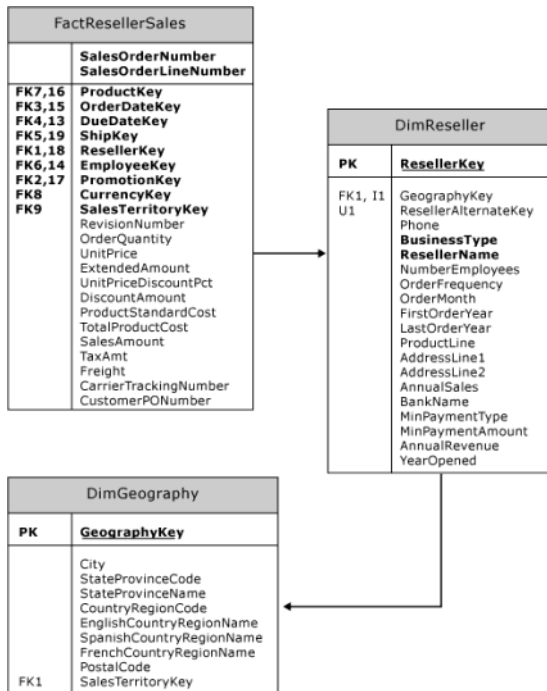 FactResellerSales
SalesOrderNumber
SalesOrderLineNumber
FK7,16 ProductKey
FK3,15 OrderDateKey
FK4,13 DueDateKey
FK5,19 ShipKey
FK1,18 ResellerKey
FK6,14 EmployeeKey
FK2,17 PromotionKey
FK8 CurrencyKey
FK9 SalesTerritoryKey
RevisionNumber
OrderQuantity
UnitPrice
ExtendedAmount
UnitPriceDiscountPct
DiscountAmount
ProductStandardCost
TotalProductCost
SalesAmount
TaxAmt
Freight
CarrierTrackingNumber
CustomerPONumber
DimReseller
PK ResellerKey
FK1, I1 GeographyKey
U1 ResellerAlternateKey
Phone
BusinessType
ResellerName
NumberEmployees
OrderFrequency
OrderMonth
FirstOrderYear
LastOrderYear
ProductLine
AddressLine1
AddressLine2
AnnualSales
BankName
MinPaymentType
MinPaymentAmount
AnnualRevenue
YearOpened
DimGeography
PK GeographyKey
City
StateProvinceCode
StateProvinceName
CountryRegionCode
EnglishCountryRegionName
SpanishCountryRegionName
FrenchCountryRegionName
PostalCode
FK1 SalesTerritoryKey